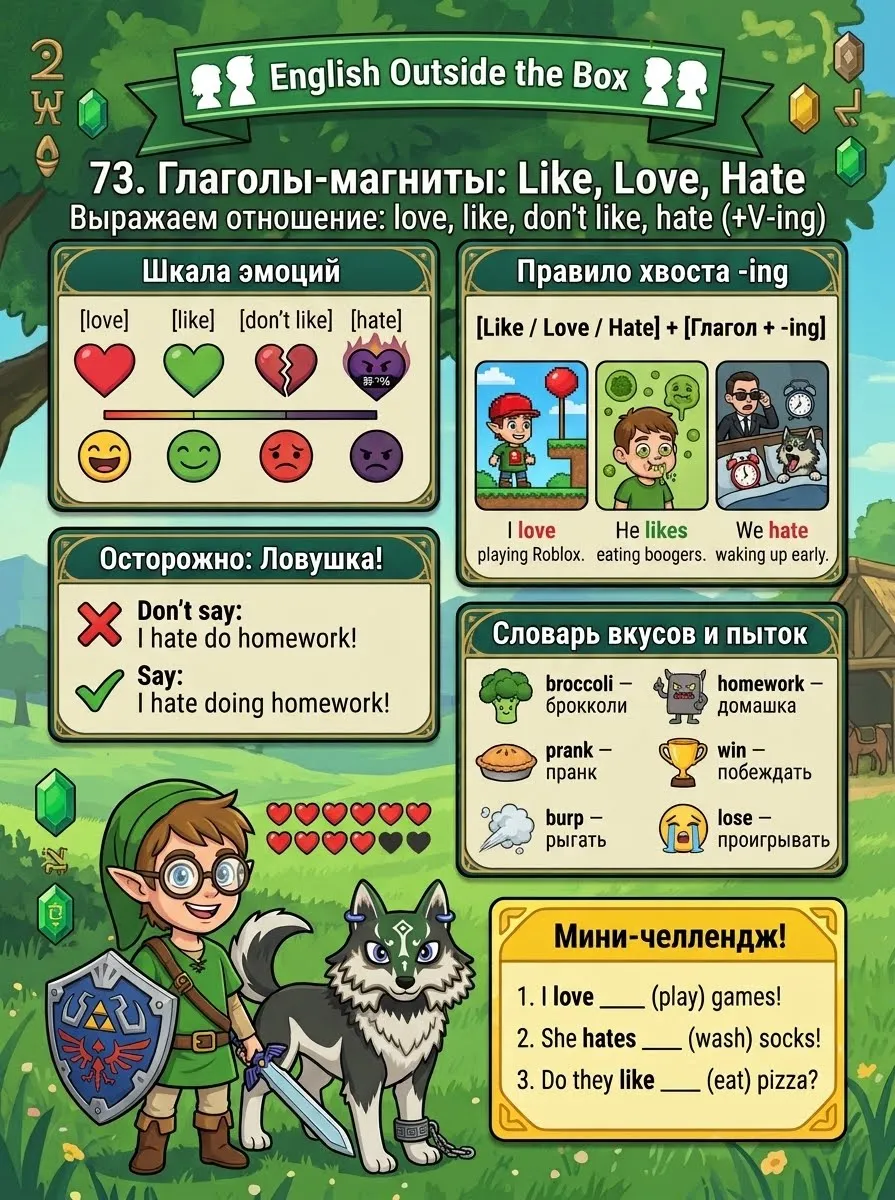 English Outside the Box
73. Глаголы-магниты: Like, Love, Hate
Выражаем отношение: love, like, don't like, hate (+V-ing)
Шкала эмоций
[love] [like] [don't like] [hate]
Правило хвоста -ing
[Like / Love / Hate] + [Глагол + -ing]
I love
playing Roblox.
He likes
eating boogers.
We hate
waking up early.
Осторожно: Ловушка!
Don't say:
I hate do homework!
Say:
I hate doing homework!
Словарь вкусов и пыток
broccoli —
брокколи
homework —
домашка
prank —
пранк
win —
побеждать
burp —
рыгать
lose —
проигрывать
Мини-челлендж!
1. I love ____ (play) games!
2. She hates ____ (wash) socks!
3. Do they like ____ (eat) pizza?